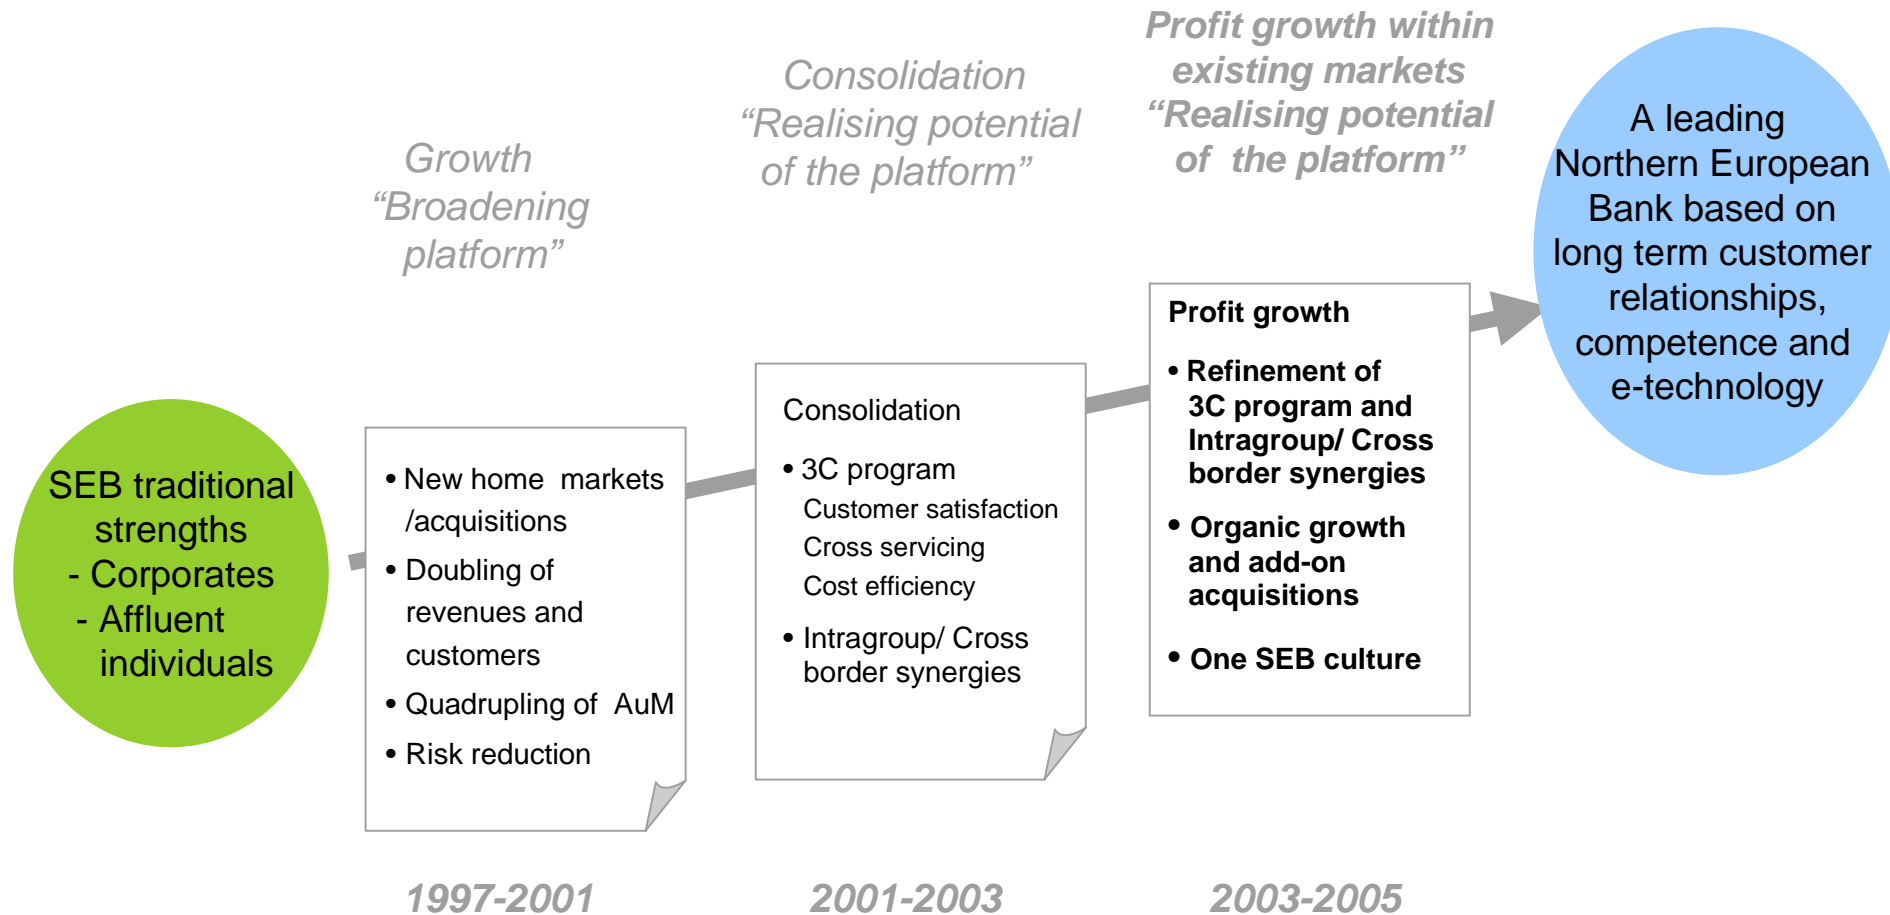 SEB traditional
strengths
- Corporates
- Affluent
individuals
Growth
“Broadening
platform”
• New home  markets
/acquisitions
• Doubling of
revenues and
customers
• Quadrupling of  AuM
• Risk reduction
1997-2001
Consolidation
“Realising potential
of the platform”
Consolidation
• 3C program
Customer satisfaction
Cross servicing
Cost efficiency
• Intragroup/ Cross
border synergies
2001-2003
Profit growth within
existing markets
“Realising potential
of  the platform”
Profit growth
• Refinement of
3C program and
Intragroup/ Cross
border synergies
• Organic growth
and add-on
acquisitions
• One SEB culture
2003-2005
A leading
Northern European
Bank based on
long term customer
relationships,
competence and
e-technology